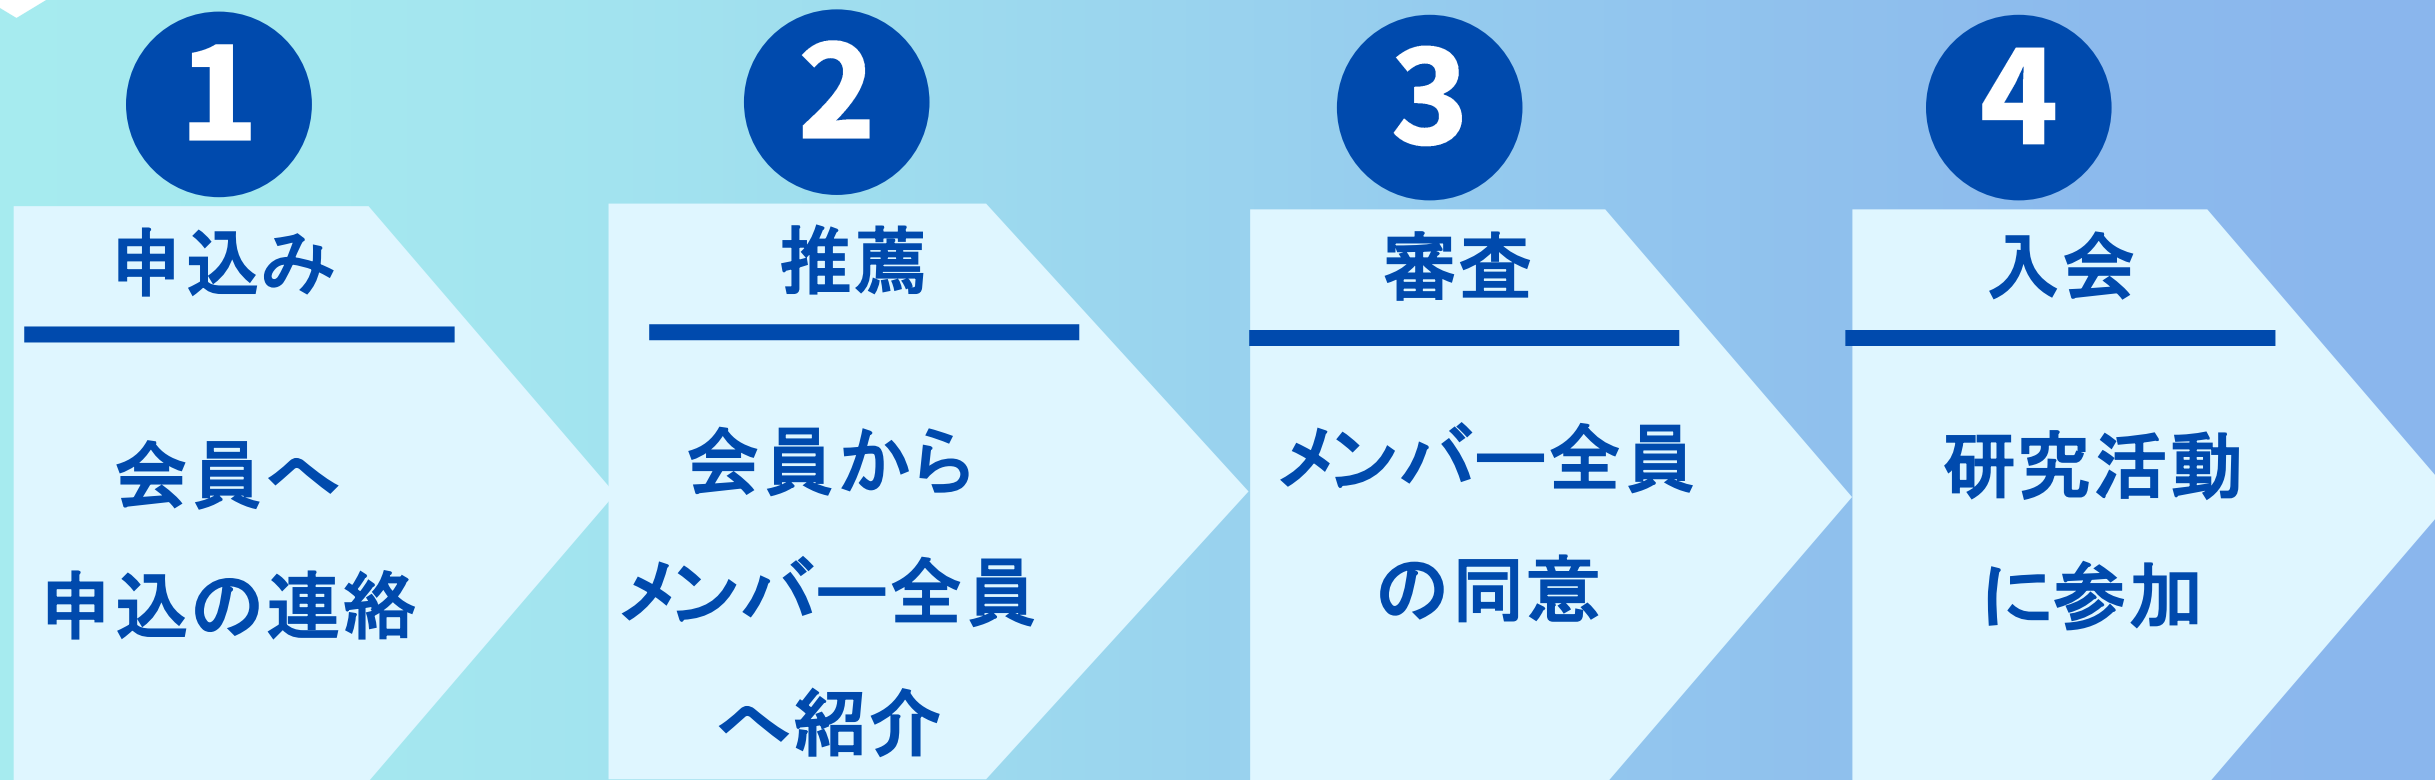 1
申込み
会員へ
申込の連絡
2
推薦
会員から
メンバー全員
へ紹介
3
審査
メンバー全員
の同意
4
入会
研究活動
に参加